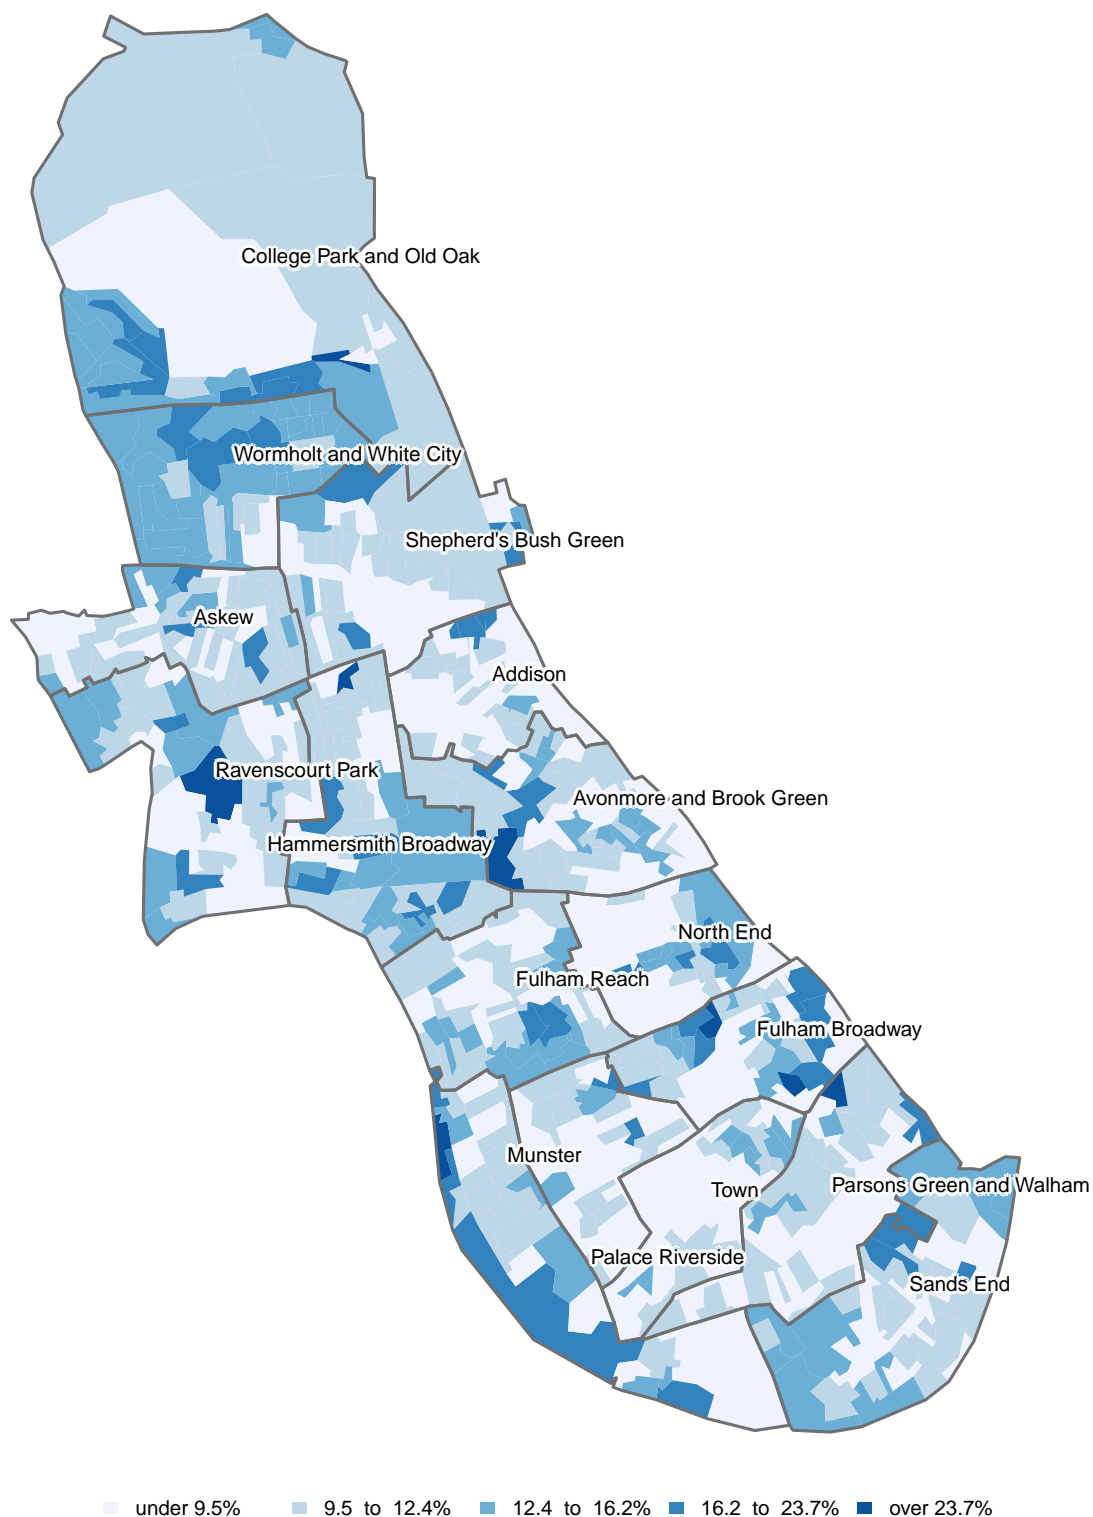 College Park and Old Oak
Wormholt and White City
Shepherd's Bush Green
Askew
Addison
Ravenscourt Park
Avonmore and Brook Green
Hammersmith Broadway
North End
Fulham Reach
Fulham Broadway
Munster
Town
Parsons Green and Walham
Palace Riverside
Sands End
under 9.5%
9.5 to 12.4%
12.4 to 16.2%
16.2 to 23.7%
over 23.7%